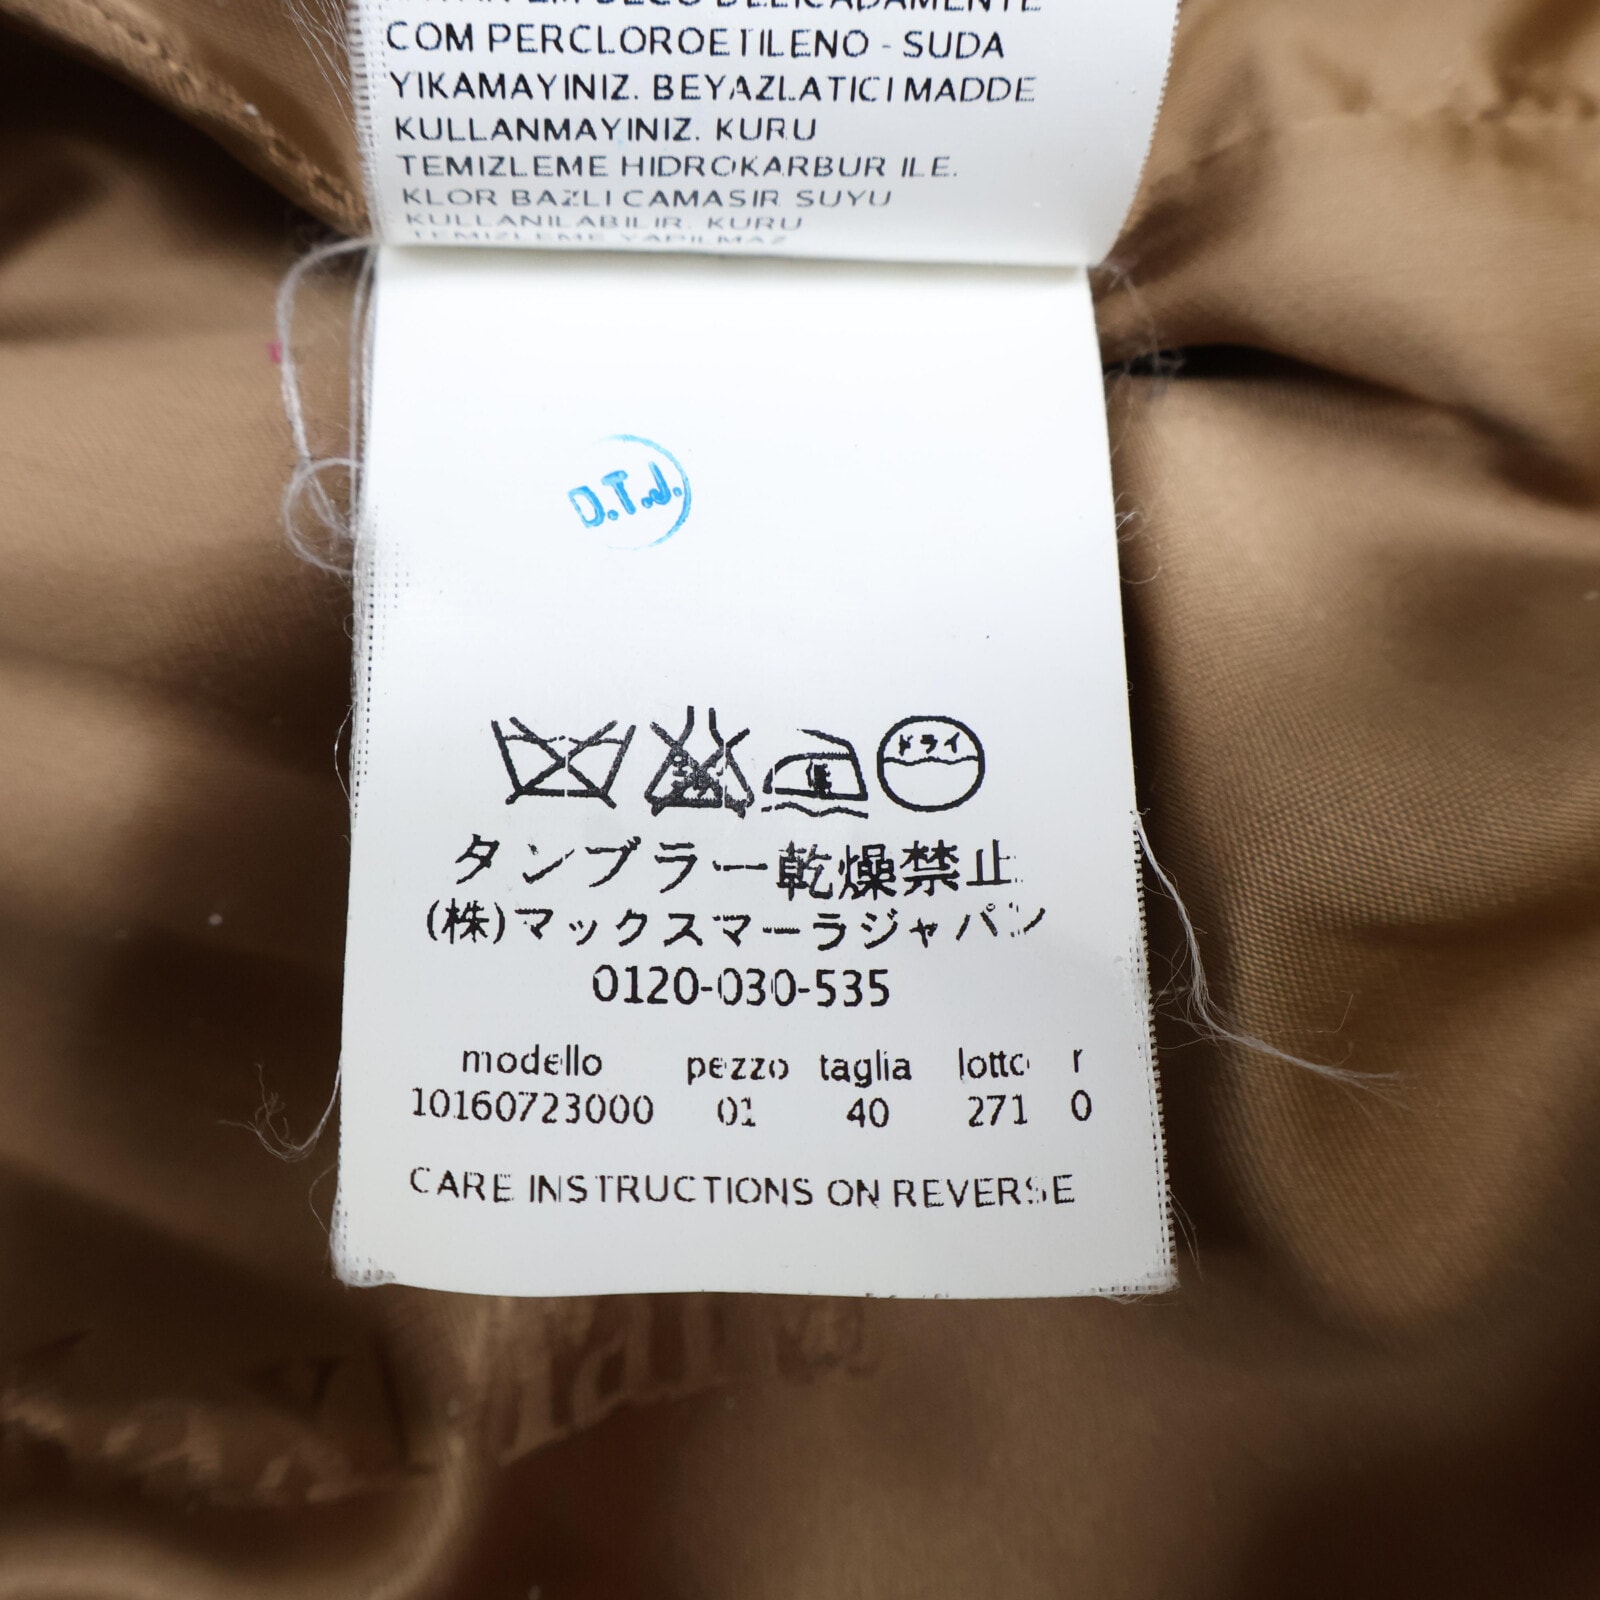 DELICADAMENTE
COM PERCLOROETILENO - SUDA
YIKAMAYINIZ. BEYAZLATICI MADDE
KULLANMAYINIZ. KURU
TEMIZLEME HIDROKARBUR ILE.
KLOR BAZLI CAMASIR SUYU
KULLANILABILIR. KURU
TEMIZLEME YAPILMAZ
D.T.J.
ドライ
タンブラー乾燥禁止
(株)マックスマーラジャパン
0120-030-535
modello pezzo taglia lotto r
10160723000 01 40 271 0
CARE INSTRUCTIONS ON REVERSE